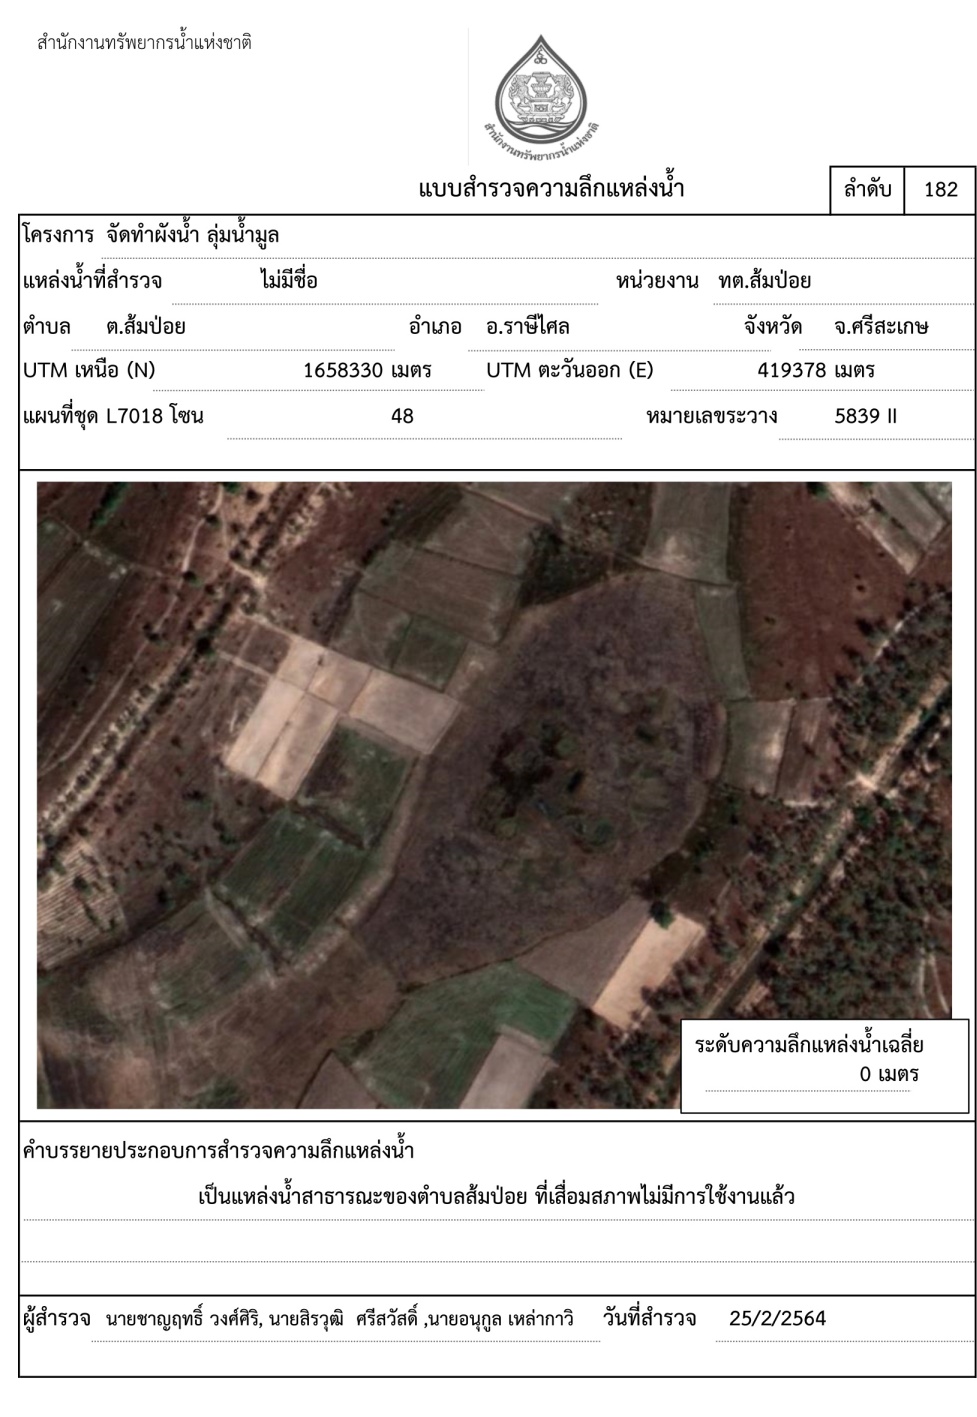 สำนักงานทรัพยากรน้ำแห่งชาติ
สำนักงานทรัพยากรน้ำแห่งชาติ
แบบสำรวจความลึกแหล่งน้ำ ลำดับ 182
โครงการ จัดทำผังน้ำ ลุ่มน้ำมูล
แหล่งน้ำที่สำรวจ ไม่มีชื่อ หน่วยงาน ทต.ส้มป่อย
ตำบล ต.ส้มป่อย อำเภอ อ.ราษีไศล จังหวัด จ.ศรีสะเกษ
UTM เหนือ (N) 1658330 เมตร UTM ตะวันออก (E) 419378 เมตร
แผนที่ชุด L7018 โซน 48 หมายเลขระวาง 5839 II
ระดับความลึกแหล่งน้ำเฉลี่ย
0 เมตร
คำบรรยายประกอบการสำรวจความลึกแหล่งน้ำ
เป็นแหล่งน้ำสาธารณะของตำบลส้มป่อย ที่เสื่อมสภาพไม่มีการใช้งานแล้ว
ผู้สำรวจ นายชาญฤทธิ์ วงศ์ศิริ, นายสิรวุฒิ ศรีสวัสดิ์ ,นายอนุกูล เหล่ากาวิ วันที่สำรวจ 25/2/2564